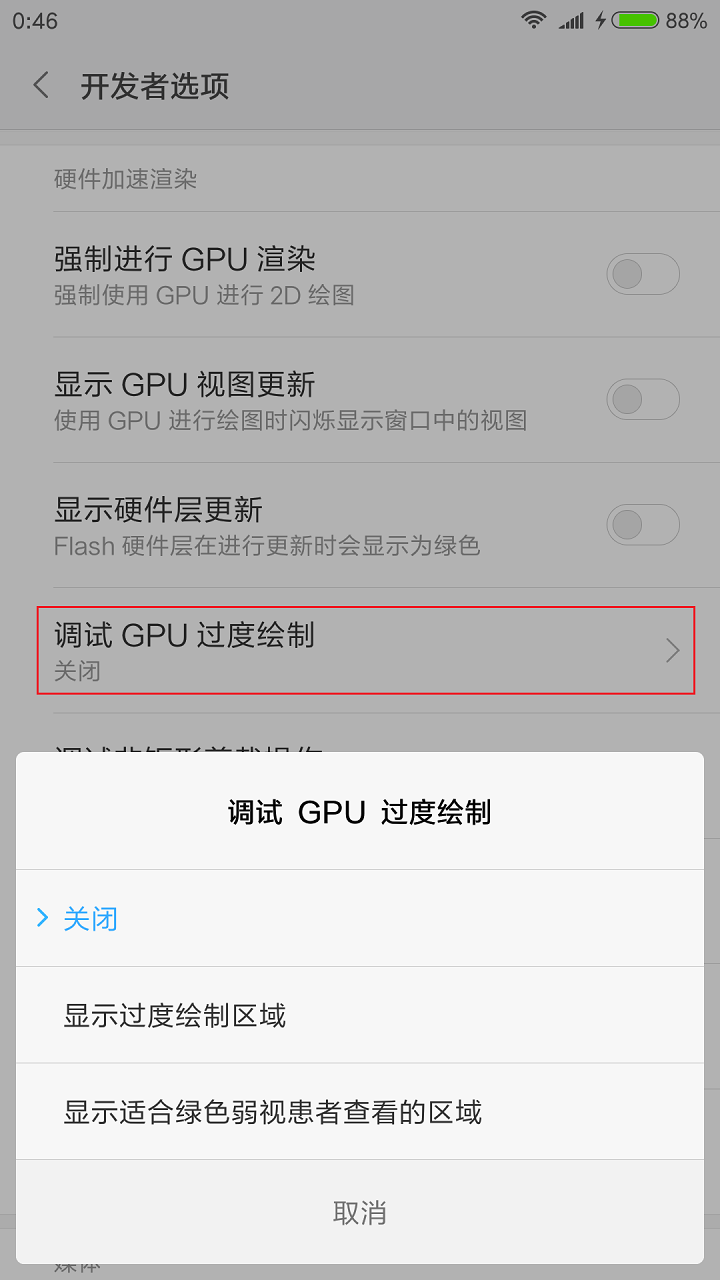 0:46
88%
开发者选项
硬件加速渲染
强制进行 GPU 渲染
强制使用 GPU 进行 2D 绘图
显示 GPU 视图更新
使用 GPU 进行绘图时闪烁显示窗口中的视图
显示硬件层更新
Flash 硬件层在进行更新时会显示为绿色
调试 GPU 过度绘制
关闭
调试 GPU 过度绘制
关闭
显示过度绘制区域
显示适合绿色弱视患者查看的区域
取消